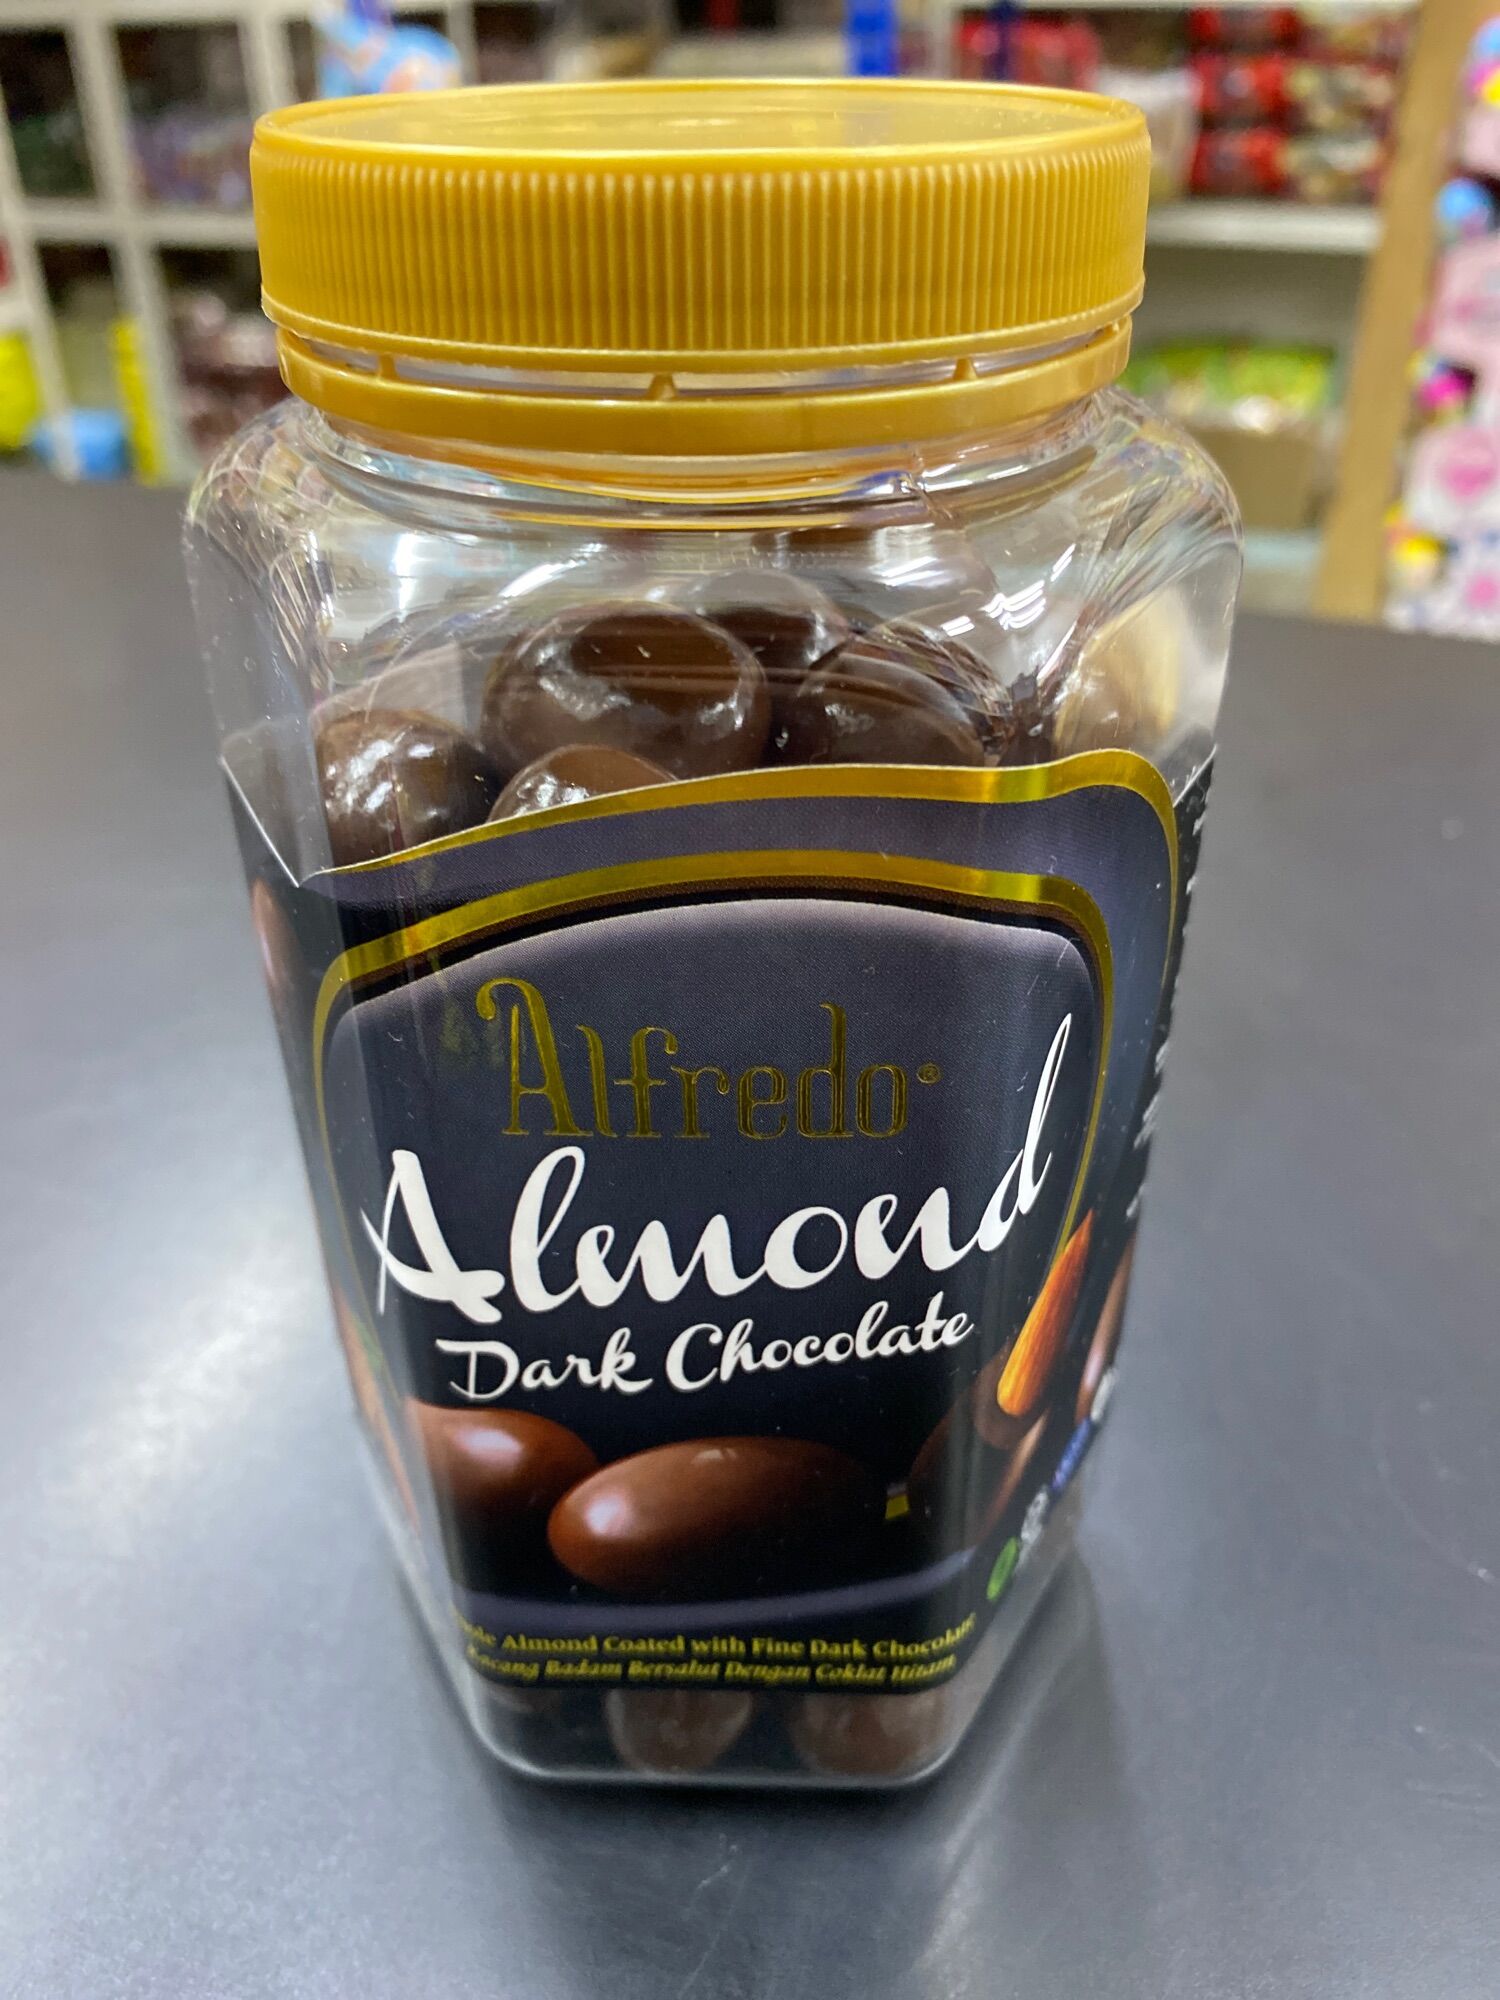 Alfredo®
Almond
Dark Chocolate
Almond Coated with Fine Dark Chocolate
Kacang Badam Bersalut Dengan Coklat Hitam